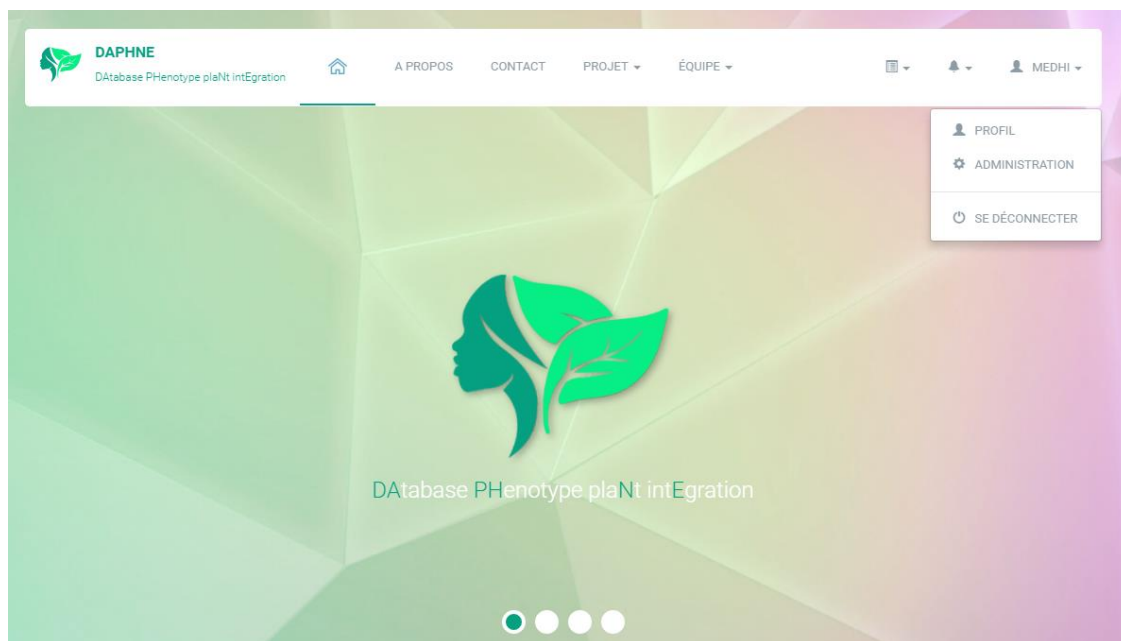 DAPHNE
DAtabase PHenotype plaNt intEgration
A PROPOS
CONTACT
PROJET
ÉQUIPE
MEDHI
PROFIL
ADMINISTRATION
SE DÉCONNECTER
DAtabase PHenotype plaNt intEgration